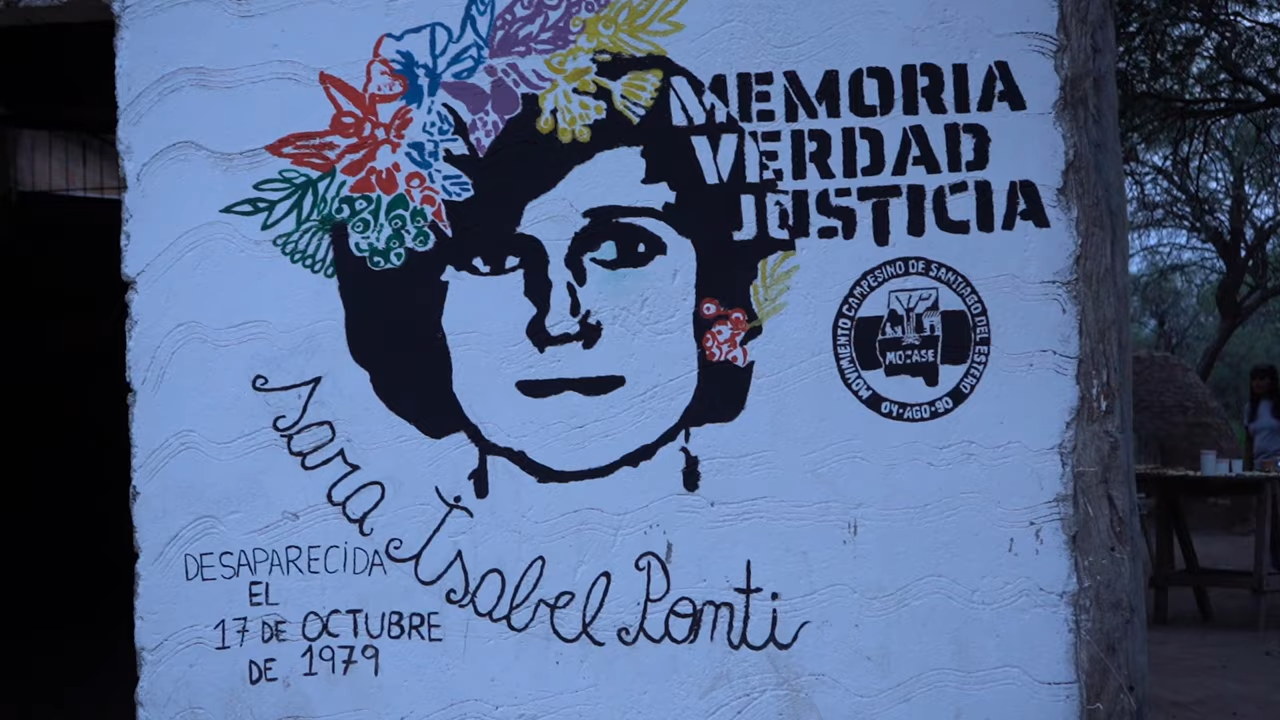 MEMORIA
VERDAD
JUSTICIA
MOVIMIENTO CAMPESINO DE SANTIAGO DEL ESTERO
MOCASE
04·AGO·90
Sara Isabel Ponti
DESAPARECIDA
EL
17 DE OCTUBRE
DE 1979